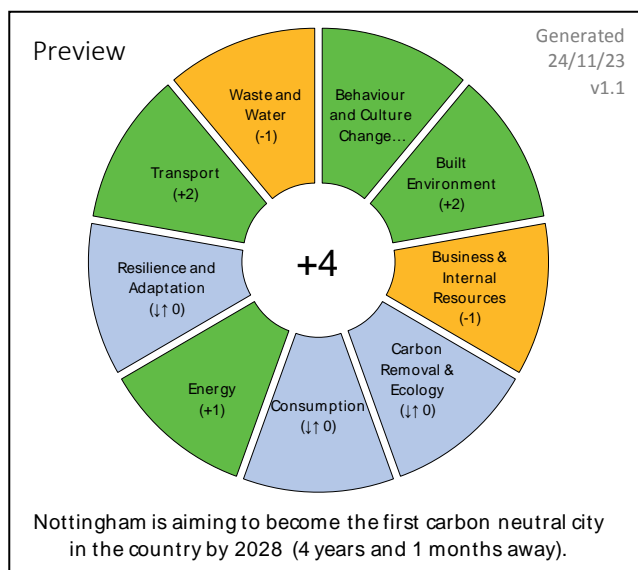 Preview
Generated
24/11/23
v1.1
Waste and
Water
(-1)
Behaviour
and Culture
Change...
Transport
(+2)
Built
Environment
(+2)
+4
Resilience and
Adaptation
(↓↑ 0)
Business &
Internal
Resources
(-1)
Energy
(+1)
Consumption
(↓↑ 0)
Carbon
Removal &
Ecology
(↓↑ 0)
Nottingham is aiming to become the first carbon neutral city
in the country by 2028 (4 years and 1 months away).